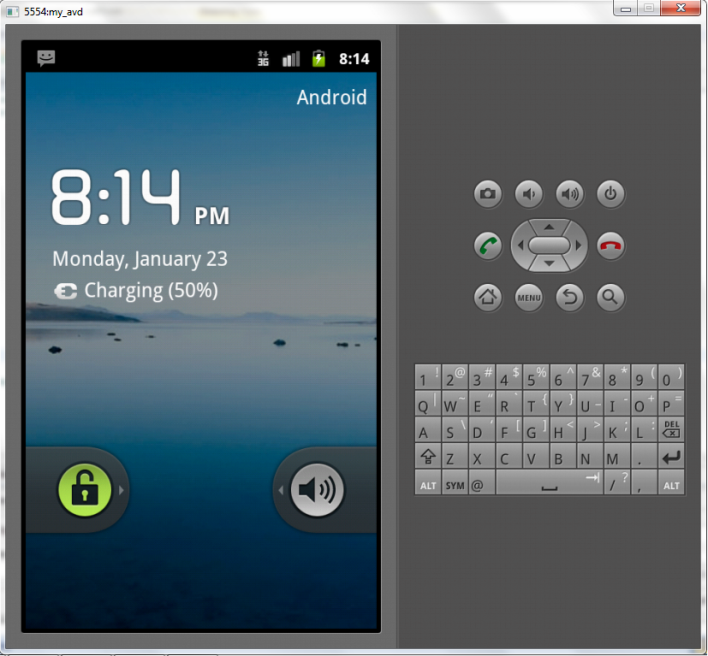 5554:my_avd
3G 8:14
Android
8:14 PM
Monday, January 23
Charging (50%)
MENU
1 ! 2 @ 3 # 4 $ 5 % 6 ^ 7 & 8 * 9 ( 0 )
Q | W ~ E " R ` T { Y } U _ I - O + P =
A S \ D ' F [ G ] H < J > K ; L : DEL
Z X C V B N M .
ALT SYM @ / ? , ALT